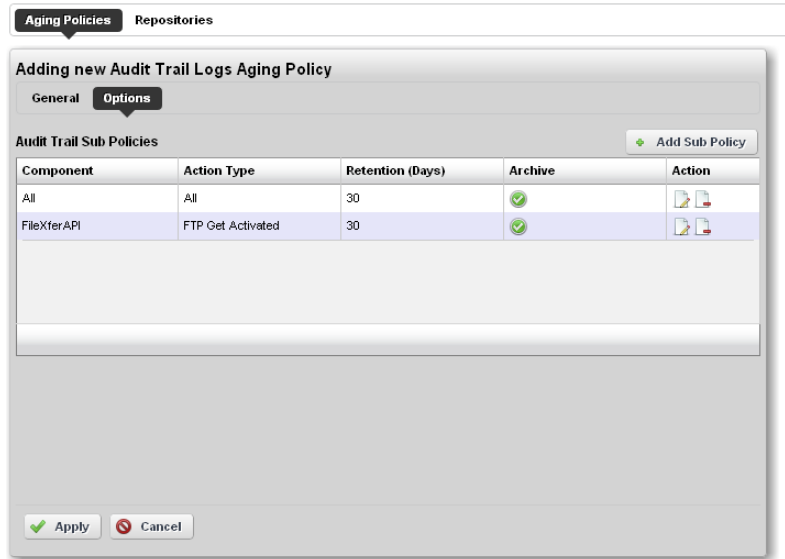 Aging Policies Repositories
Adding new Audit Trail Logs Aging Policy
General Options
Audit Trail Sub Policies Add Sub Policy
Component Action Type Retention (Days) Archive Action
All All 30
FileXferAPI FTP Get Activated 30
Apply Cancel